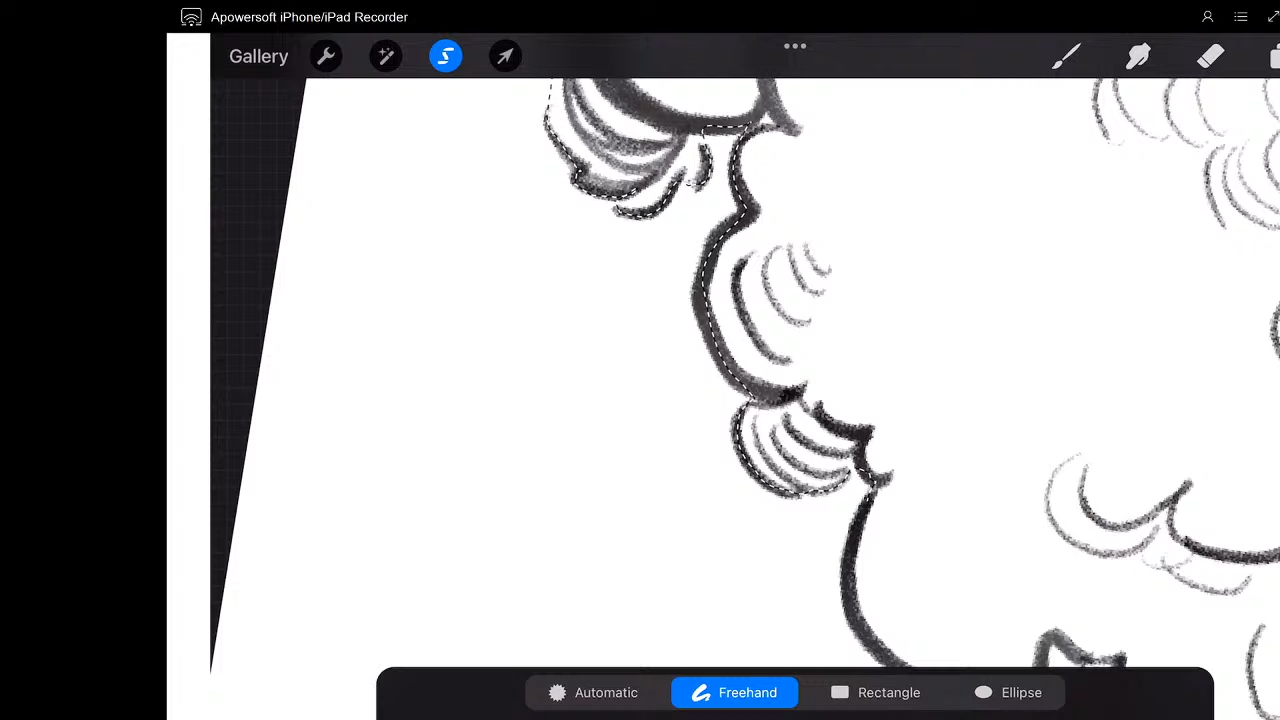 Apowersoft iPhone/iPad Recorder
Gallery
Automatic
Freehand
Rectangle
Ellipse